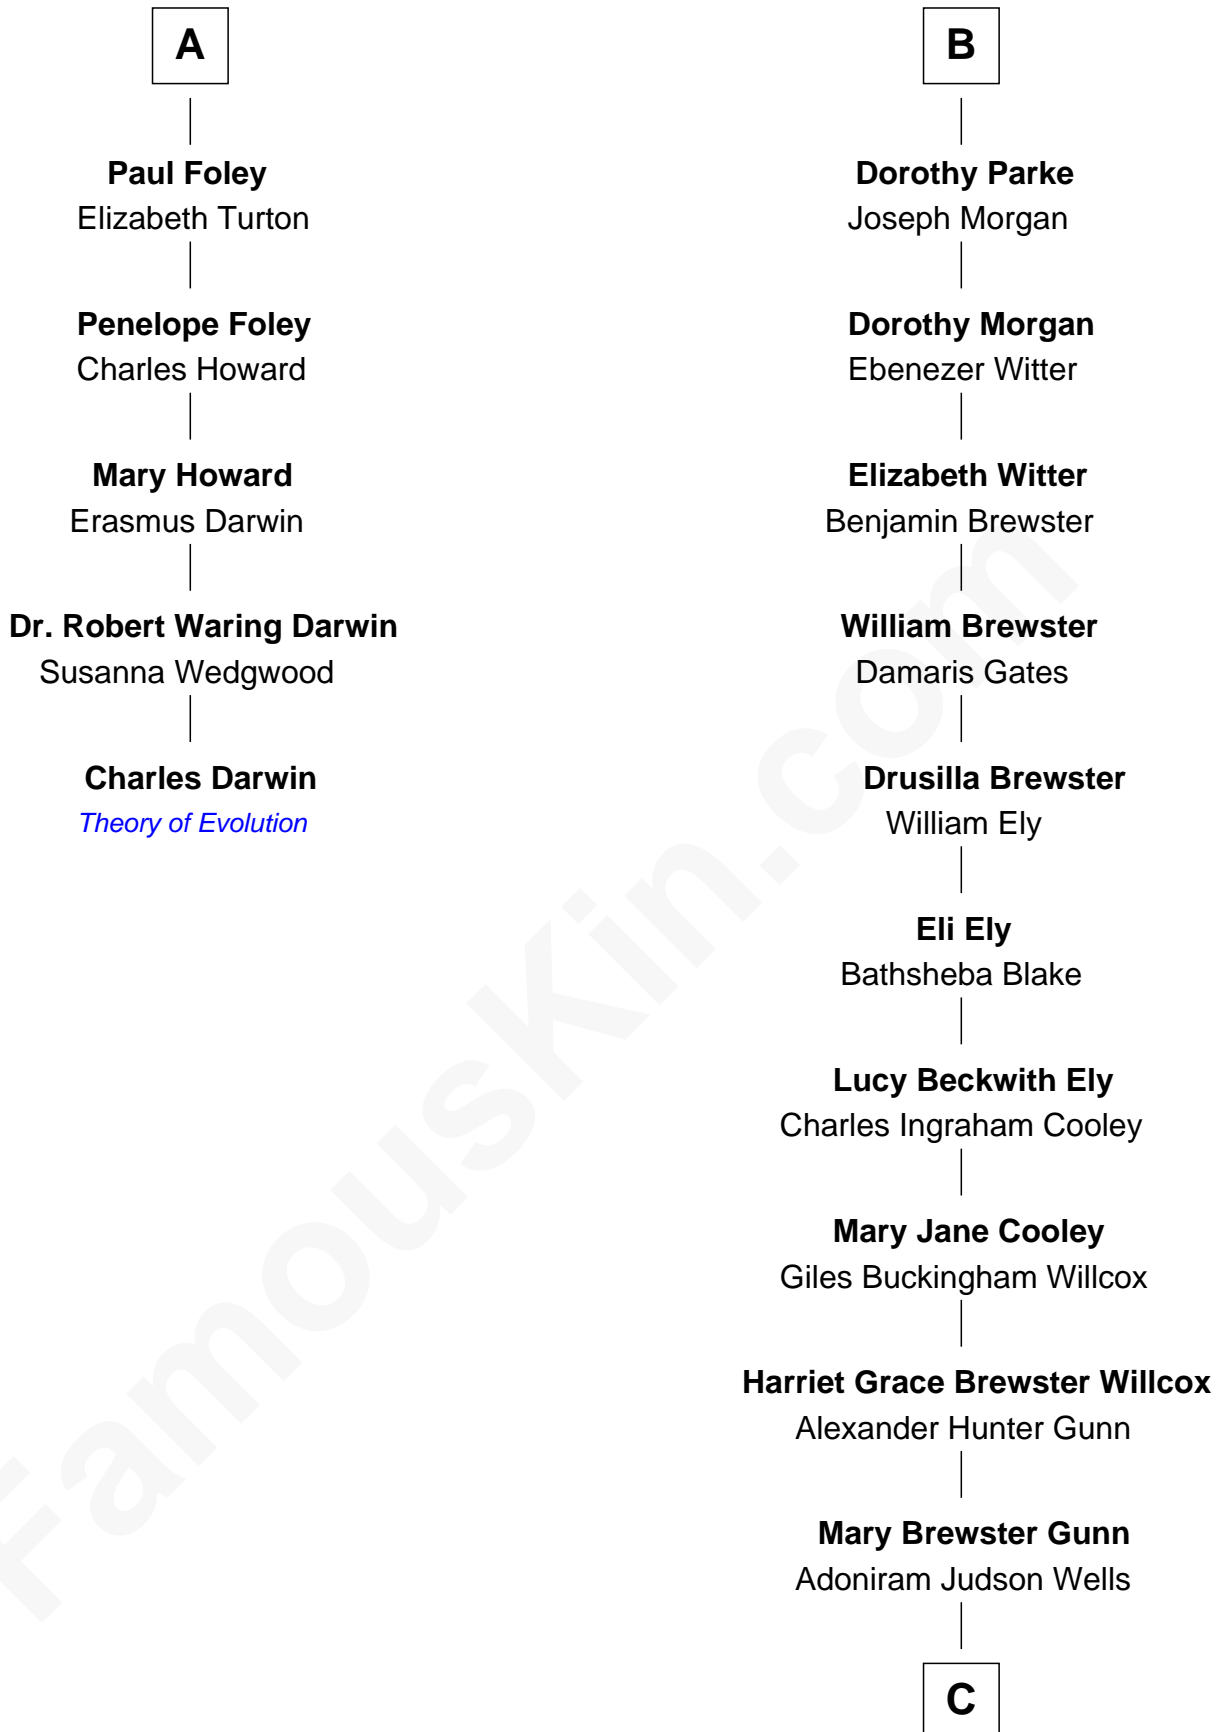 A
Paul Foley
Elizabeth Turton
Penelope Foley
Charles Howard
Mary Howard
Erasmus Darwin
Dr. Robert Waring Darwin
Susanna Wedgwood
Charles Darwin
Theory of Evolution
B
Dorothy Parke
Joseph Morgan
Dorothy Morgan
Ebenezer Witter
Elizabeth Witter
Benjamin Brewster
William Brewster
Damaris Gates
Drusilla Brewster
William Ely
Eli Ely
Bathsheba Blake
Lucy Beckwith Ely
Charles Ingraham Cooley
Mary Jane Cooley
Giles Buckingham Willcox
Harriet Grace Brewster Willcox
Alexander Hunter Gunn
Mary Brewster Gunn
Adoniram Judson Wells
C
FamousKin.com